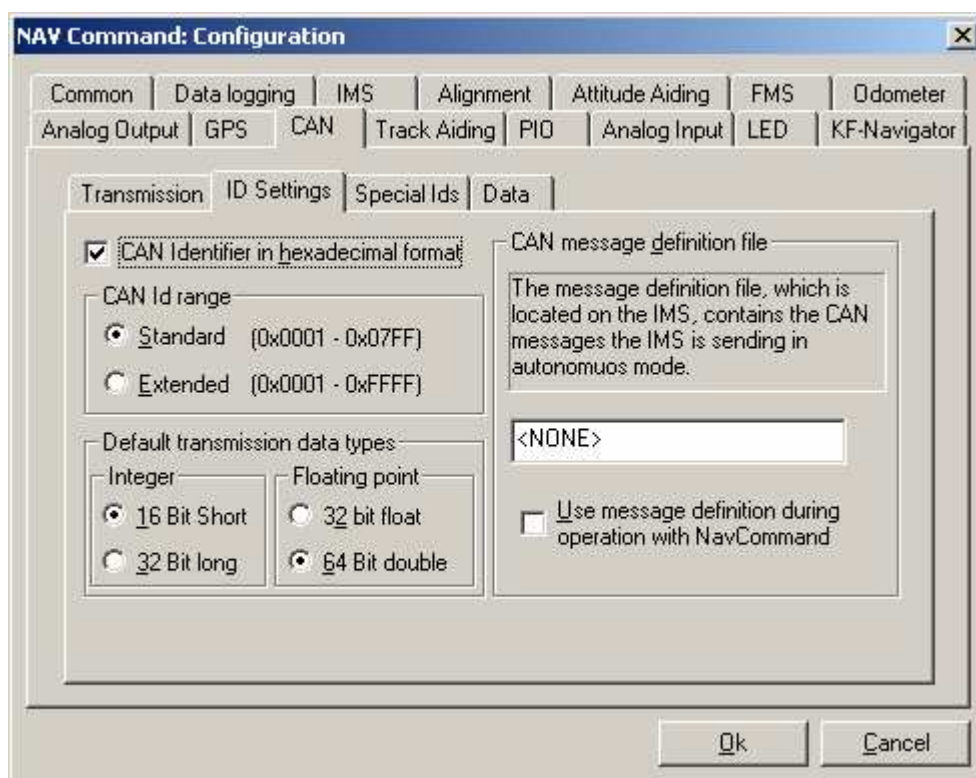 NAV Command: Configuration
Common Data logging IMS Alignment Attitude Aiding FMS Odometer
Analog Output GPS CAN Track Aiding PIO Analog Input LED KF-Navigator
Transmission ID Settings Special Ids Data
CAN Identifier in hexadecimal format
CAN Id range
Standard (0x0001 - 0x07FF)
Extended (0x0001 - 0xFFFF)
Default transmission data types
Integer
16 Bit Short
32 Bit long
Floating point
32 bit float
64 Bit double
CAN message definition file
The message definition file, which is
located on the IMS, contains the CAN
messages the IMS is sending in
autonomuos mode.
<NONE>
Use message definition during
operation with NavCommand
Ok Cancel